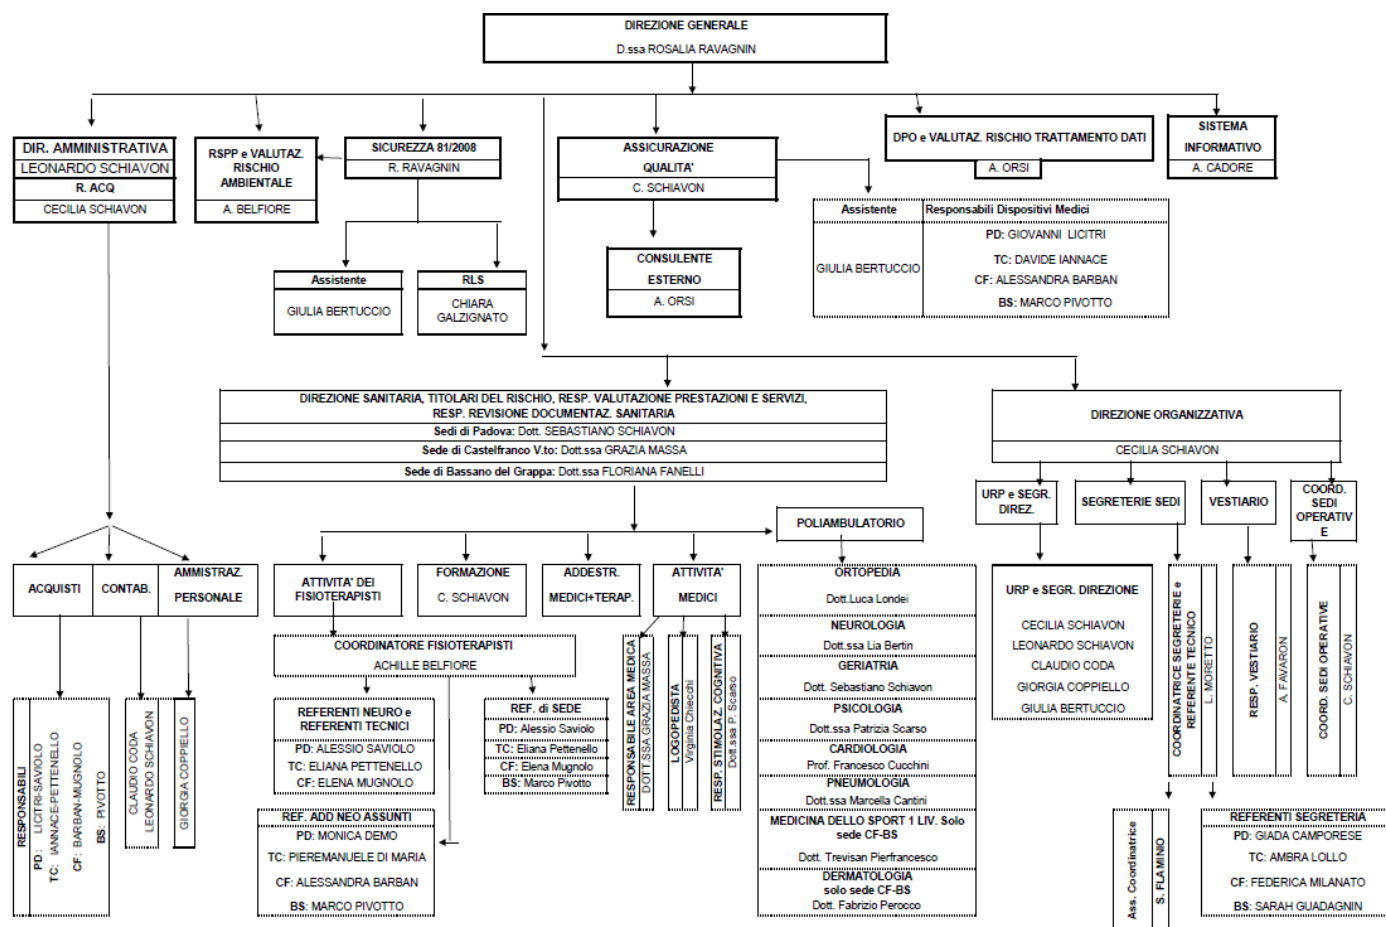 DIREZIONE GENERALE
D.ssa ROSALIA RAVAGNIN
DIR. AMMINISTRATIVA
LEONARDO SCHIAVON
R. ACQ
CECILIA SCHIAVON
RSPP e VALUTAZ.
RISCHIO
AMBIENTALE
A. BELFIORE
SICUREZZA 81/2008
R. RAVAGNIN
ASSICURAZIONE
QUALITA'
C. SCHIAVON
DPO e VALUTAZ. RISCHIO TRATTAMENTO DATI
A. ORSI
SISTEMA
INFORMATIVO
A. CADORE
Assistente
GIULIA BERTUCCIO
RLS
CHIARA
GALZIGNATO
CONSULENTE
ESTERNO
A. ORSI
Assistente
GIULIA BERTUCCIO
Responsabili Dispositivi Medici
PD: GIOVANNI LICITRI
TC: DAVIDE IANNACE
CF: ALESSANDRA BARBAN
BS: MARCO PIVOTTO
DIREZIONE SANITARIA, TITOLARI DEL RISCHIO, RESP. VALUTAZIONE PRESTAZIONI E SERVIZI,
RESP. REVISIONE DOCUMENTAZ. SANITARIA
Sedi di Padova: Dott. SEBASTIANO SCHIAVON
Sede di Castelfranco V.to: Dott.ssa GRAZIA MASSA
Sede di Bassano del Grappa: Dott.ssa FLORIANA FANELLI
DIREZIONE ORGANIZZATIVA
CECILIA SCHIAVON
URP e SEGR.
DIREZ.
SEGRETERIE SEDI
VESTIARIO
COORD.
SEDI
OPERATIV
E
POLIAMBULATORIO
ACQUISTI
CONTAB.
AMMISTRAZ.
PERSONALE
ATTIVITA' DEI
FISIOTERAPISTI
FORMAZIONE
C. SCHIAVON
ADDESTR.
MEDICI+TERAP.
ATTIVITA'
MEDICI
ORTOPEDIA
Dott.Luca Londei
NEUROLOGIA
Dott.ssa Lia Bertin
GERIATRIA
Dott. Sebastiano Schiavon
PSICOLOGIA
Dott.ssa Patrizia Scarso
CARDIOLOGIA
Prof. Francesco Cucchini
PNEUMOLOGIA
Dott.ssa Marcella Cantini
MEDICINA DELLO SPORT 1 LIV. Solo
sede CF-BS
Dott. Trevisan Pierfrancesco
DERMATOLOGIA
solo sede CF-BS
Dott. Fabrizio Perocco
URP e SEGR. DIREZIONE
CECILIA SCHIAVON
LEONARDO SCHIAVON
CLAUDIO CODA
GIORGIA COPPIELLO
GIULIA BERTUCCIO
COORDINATRICE SEGRETERIE e
REFERENTE TECNICO
L. MORETTO
RESP. VESTIARIO
A. FAVARON
COORD. SEDI OPERATIVE
C. SCHIAVON
COORDINATORE FISIOTERAPISTI
ACHILLE BELFIORE
REFERENTI NEURO e
REFERENTI TECNICI
PD: ALESSIO SAVIOLO
TC: ELIANA PETTENELLO
CF: ELENA MUGNOLO
REF. di SEDE
PD: Alessio Saviolo
TC: Eliana Pettenello
CF: Elena Mugnolo
BS: Marco Pivotto
RESPONSABILE AREA MEDICA
DOTT.SSA GRAZIA MASSA
LOGOPEDISTA
Virginia Chiecchi
RESP. STIMOLAZ. COGNITIVA
Dott.ssa P. Scarso
RESPONSABILI
PD : LICITRI-SAVIOLO
TC: IANNACE-PETTENELLO
CF: BARBAN-MUGNOLO
BS: PIVOTTO
CLAUDIO CODA
LEONARDO SCHIAVON
GIORGIA COPPIELLO
REF. ADD NEO ASSUNTI
PD: MONICA DEMO
TC: PIEREMANUELE DI MARIA
CF: ALESSANDRA BARBAN
BS: MARCO PIVOTTO
Ass. Coordinatrice
S. FLAMINIO
REFERENTI SEGRETERIA
PD: GIADA CAMPORESE
TC: AMBRA LOLLO
CF: FEDERICA MILANATO
BS: SARAH GUADAGNIN